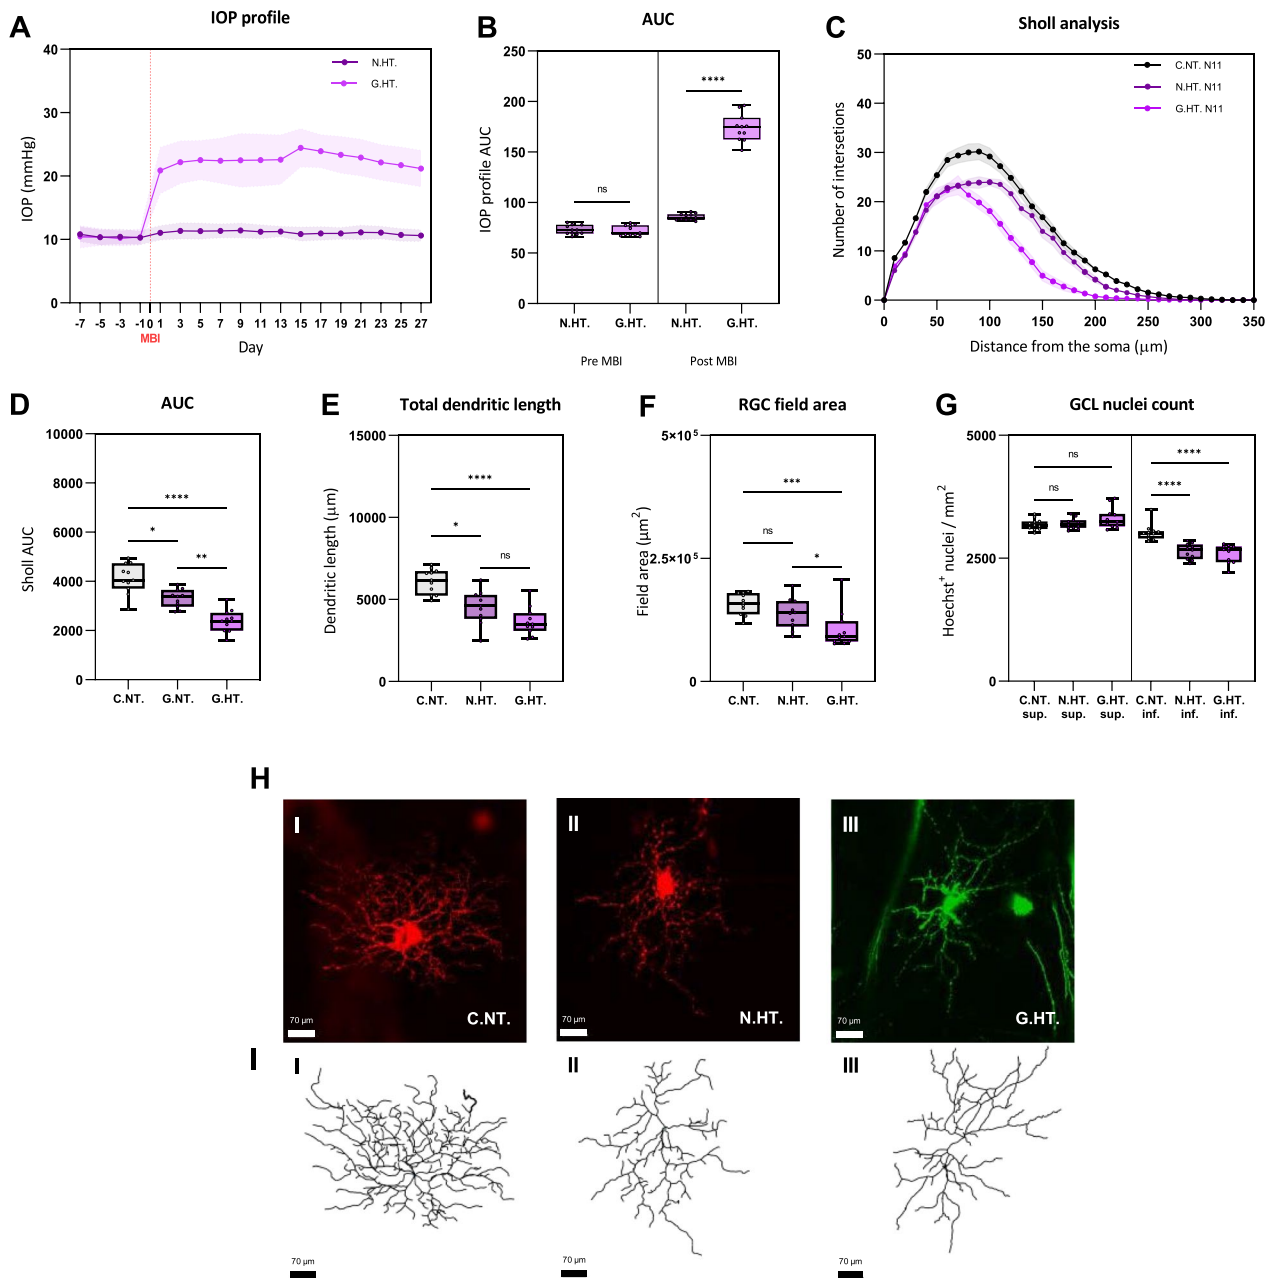 A
IOP profile
40
30
20
10
0
IOP (mmHg)
N.HT.
G.HT.
-7 -5 -3 -1 0 1 3 5 7 9 11 13 15 17 19 21 23 25 27
MBI
Day
B
AUC
250
200
150
100
50
0
IOP profile AUC
ns
****
N.HT. G.HT. N.HT. G.HT.
Pre MBI Post MBI
C
Sholl analysis
50
40
30
20
10
0
Number of intersetions
C.NT. N11
N.HT. N11
G.HT. N11
0 50 100 150 200 250 300 350
Distance from the soma (μm)
D
AUC
10000
8000
6000
4000
2000
0
Sholl AUC
****
*
**
C.NT. G.NT. G.HT.
E
Total dendritic length
15000
10000
5000
0
Dendritic length (μm)
****
*
ns
C.NT. N.HT. G.HT.
F
RGC field area
5×10⁵
2.5×10⁵
0
Field area (μm²)
***
ns
*
C.NT. N.HT. G.HT.
G
GCL nuclei count
5000
2500
0
Hoechst⁺ nuclei / mm²
ns
ns
****
****
C.NT. N.HT. G.HT. C.NT. N.HT. G.HT.
sup. sup. sup. inf. inf. inf.
H
I
70 μm
C.NT.
II
70 μm
N.HT.
III
70 μm
G.HT.
I
I
70 μm
II
70 μm
III
70 μm